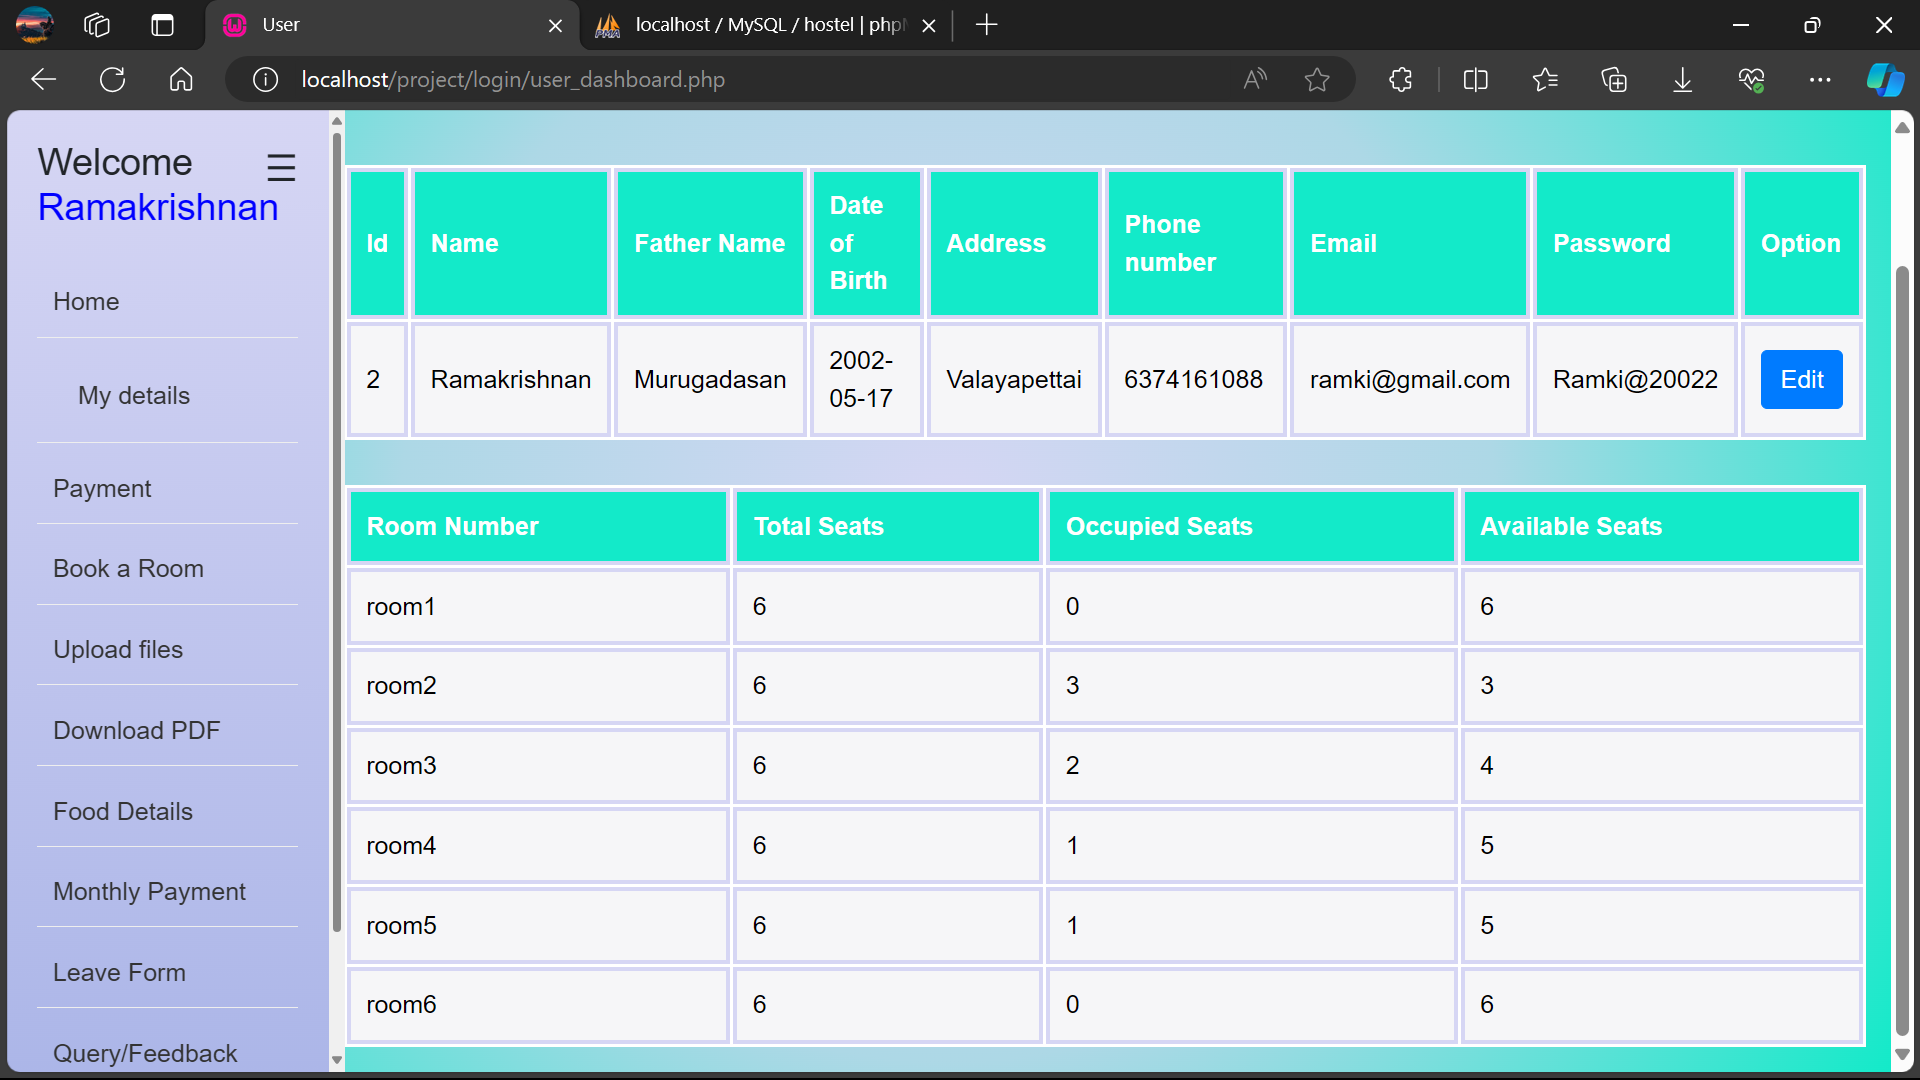 User
localhost / MySQL / hostel | php
localhost/project/login/user_dashboard.php
Welcome
Ramakrishnan
Home
My details
Payment
Book a Room
Upload files
Download PDF
Food Details
Monthly Payment
Leave Form
Query/Feedback
Id Name Father Name Date of Birth Address Phone number Email Password Option
2 Ramakrishnan Murugadasan 2002-05-17 Valayapettai 6374161088 ramki@gmail.com Ramki@20022 Edit
Room Number Total Seats Occupied Seats Available Seats
room1 6 0 6
room2 6 3 3
room3 6 2 4
room4 6 1 5
room5 6 1 5
room6 6 0 6